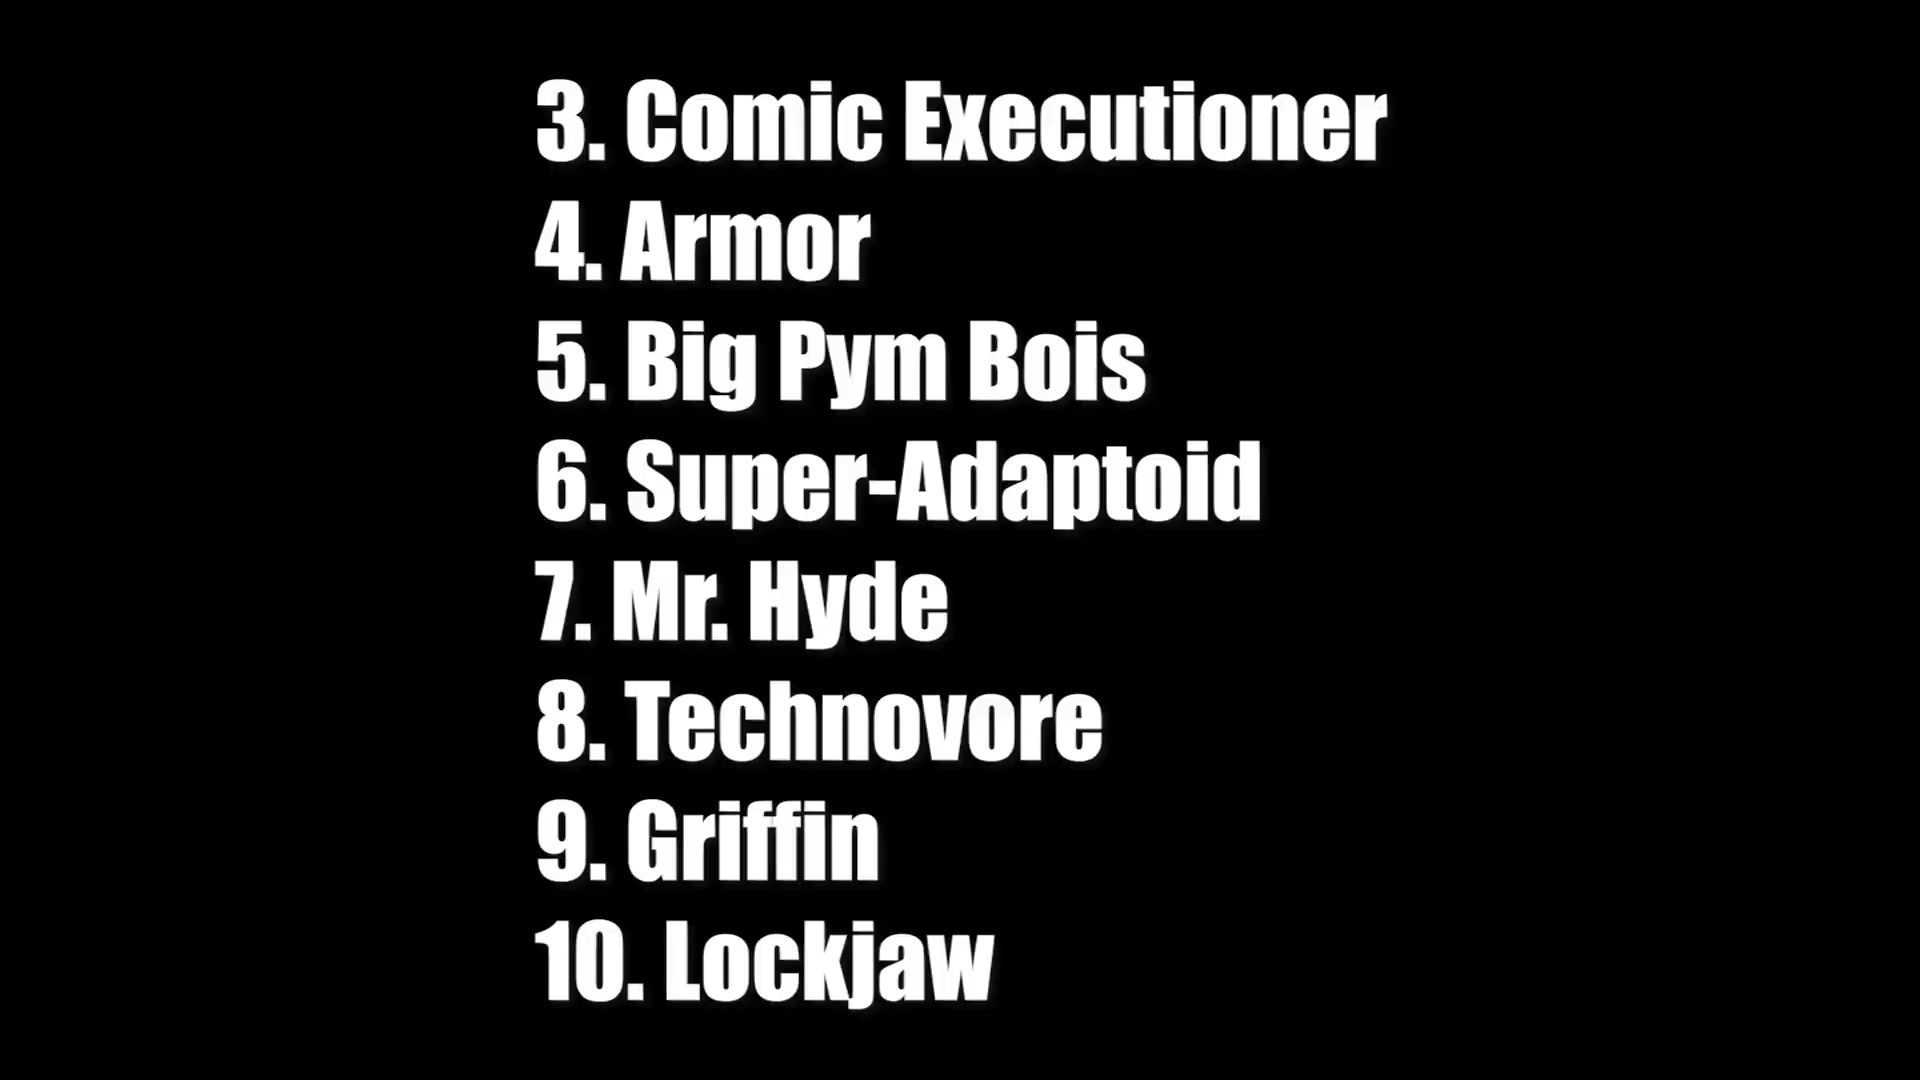 3. Comic Executioner
4. Armor
5. Big Pym Bois
6. Super-Adaptoid
7. Mr. Hyde
8. Technovore
9. Griffin
10. Lockjaw